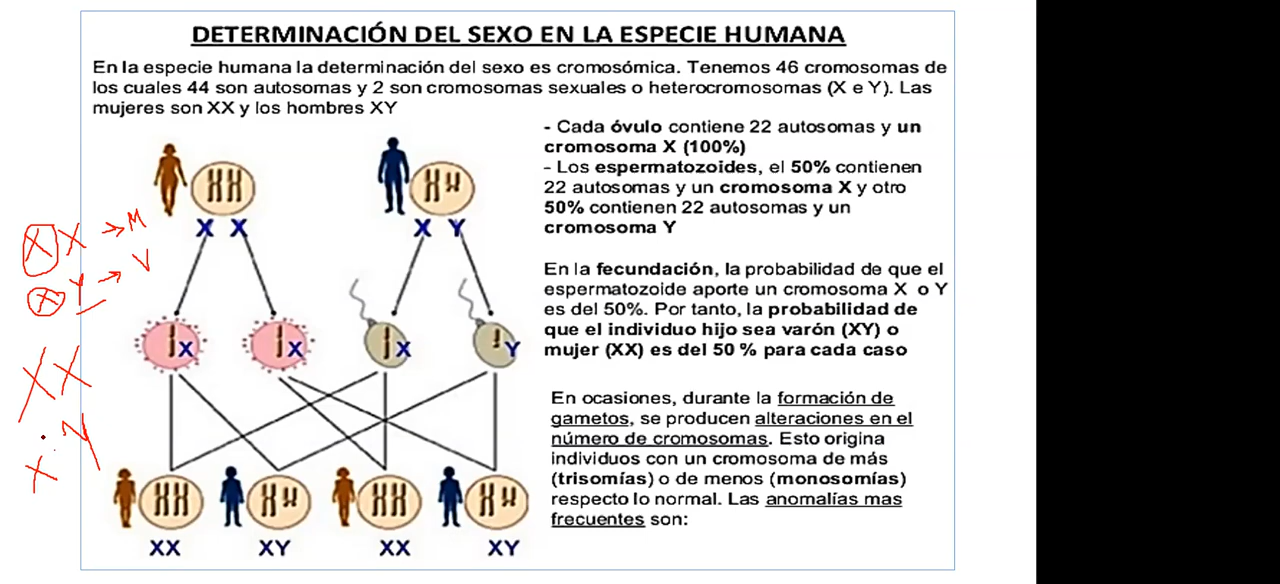 DETERMINACIÓN DEL SEXO EN LA ESPECIE HUMANA
En la especie humana la determinación del sexo es cromosómica. Tenemos 46 cromosomas de
los cuales 44 son autosomas y 2 son cromosomas sexuales o heterocromosomas (X e Y). Las
mujeres son XX y los hombres XY
- Cada óvulo contiene 22 autosomas y un
cromosoma X (100%)
- Los espermatozoides, el 50% contienen
22 autosomas y un cromosoma X y otro
50% contienen 22 autosomas y un
cromosoma Y
X X X Y
XX → M
XY → V
En la fecundación, la probabilidad de que el
espermatozoide aporte un cromosoma X o Y
es del 50%. Por tanto, la probabilidad de
que el individuo hijo sea varón (XY) o
mujer (XX) es del 50 % para cada caso
X X X Y
XX
XY
En ocasiones, durante la formación de
gametos, se producen alteraciones en el
número de cromosomas. Esto origina
individuos con un cromosoma de más
(trisomías) o de menos (monosomías)
respecto lo normal. Las anomalías mas
frecuentes son:
XX XY XX XY